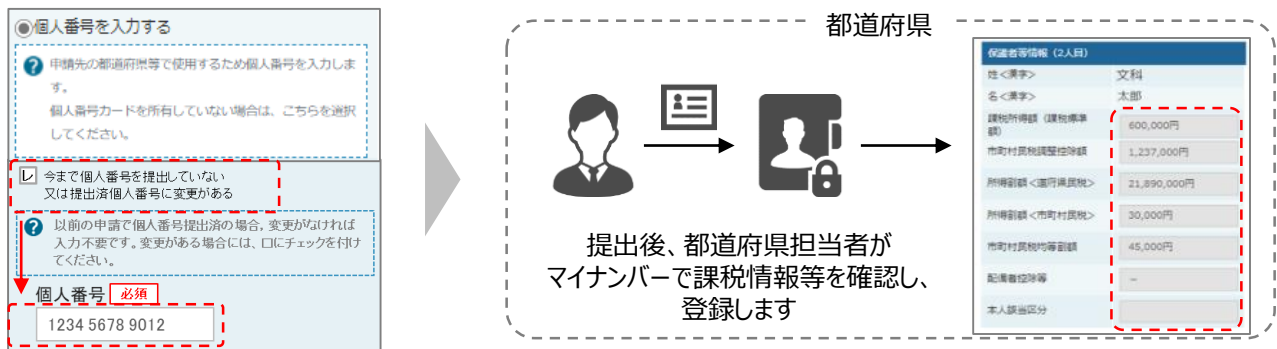 個人番号を入力する
申請先の都道府県等で使用するため個人番号を入力しま
す。
個人番号カードを所有していない場合は、こちらを選択
してください。
レ 今まで個人番号を提出していない
又は提出済個人番号に変更がある
以前の申請で個人番号提出済の場合，変更がなければ
入力不要です。変更がある場合には、口にチェックを付け
てください。
個人番号 必須
1234 5678 9012
都道府県
提出後、都道府県担当者が
マイナンバーで課税情報等を確認し、
登録します
保護者等情報（2人目）
姓<漢字> 文科
名<漢字> 太郎
課税所得額（課税標準
額） 600,000円
市町村民税調整控除額 1,237,000円
所得割額<道府県民税> 21,890,000円
所得割額<市町村民税> 30,000円
市町村民税均等割額 45,000円
配偶者控除等 －
本人該当区分